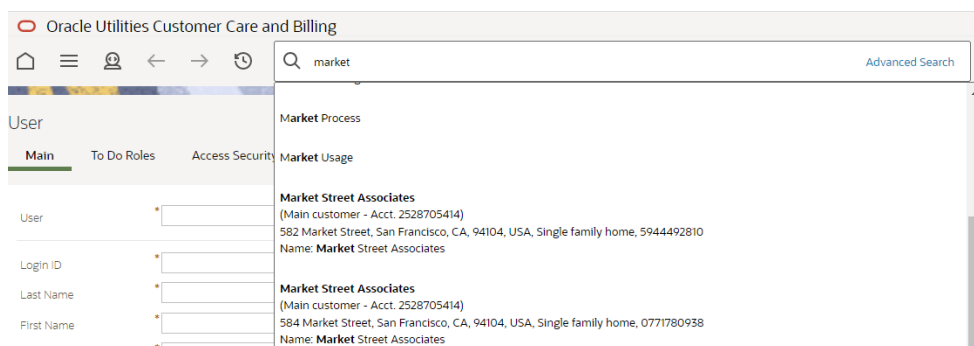 Oracle Utilities Customer Care and Billing
market
Advanced Search
User
Main To Do Roles Access Security
User *
Login ID *
Last Name *
First Name *
*
Market Process
Market Usage
Market Street Associates
(Main customer - Acct. 2528705414)
582 Market Street, San Francisco, CA, 94104, USA, Single family home, 5944492810
Name: Market Street Associates
Market Street Associates
(Main customer - Acct. 2528705414)
584 Market Street, San Francisco, CA, 94104, USA, Single family home, 0771780938
Name: Market Street Associates